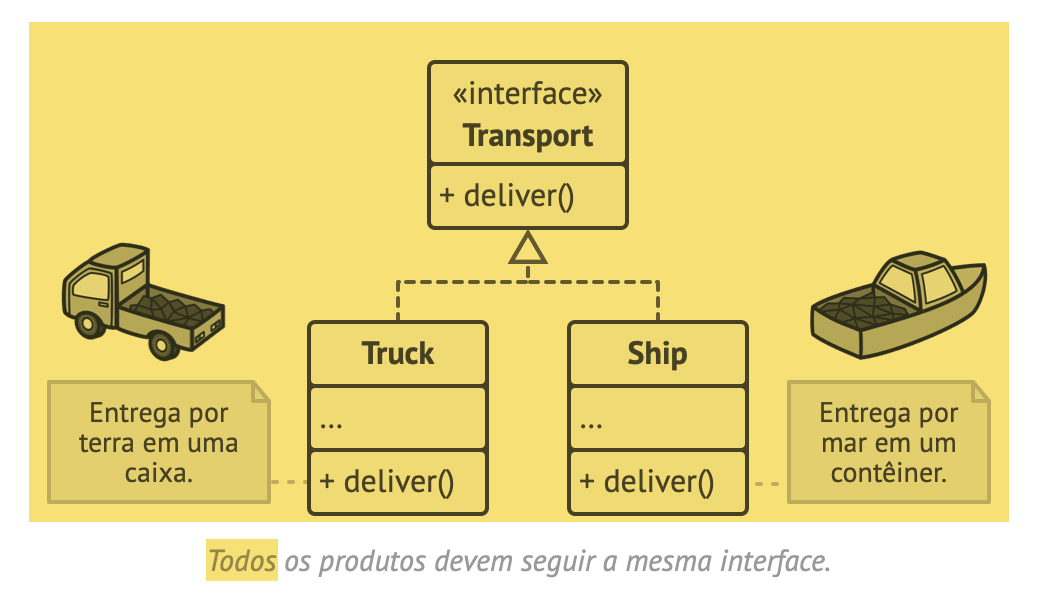 «interface»
Transport
+ deliver()
Truck
...
+ deliver()
Ship
...
+ deliver()
Entrega por
terra em uma
caixa.
Entrega por
mar em um
contêiner.
Todos os produtos devem seguir a mesma interface.